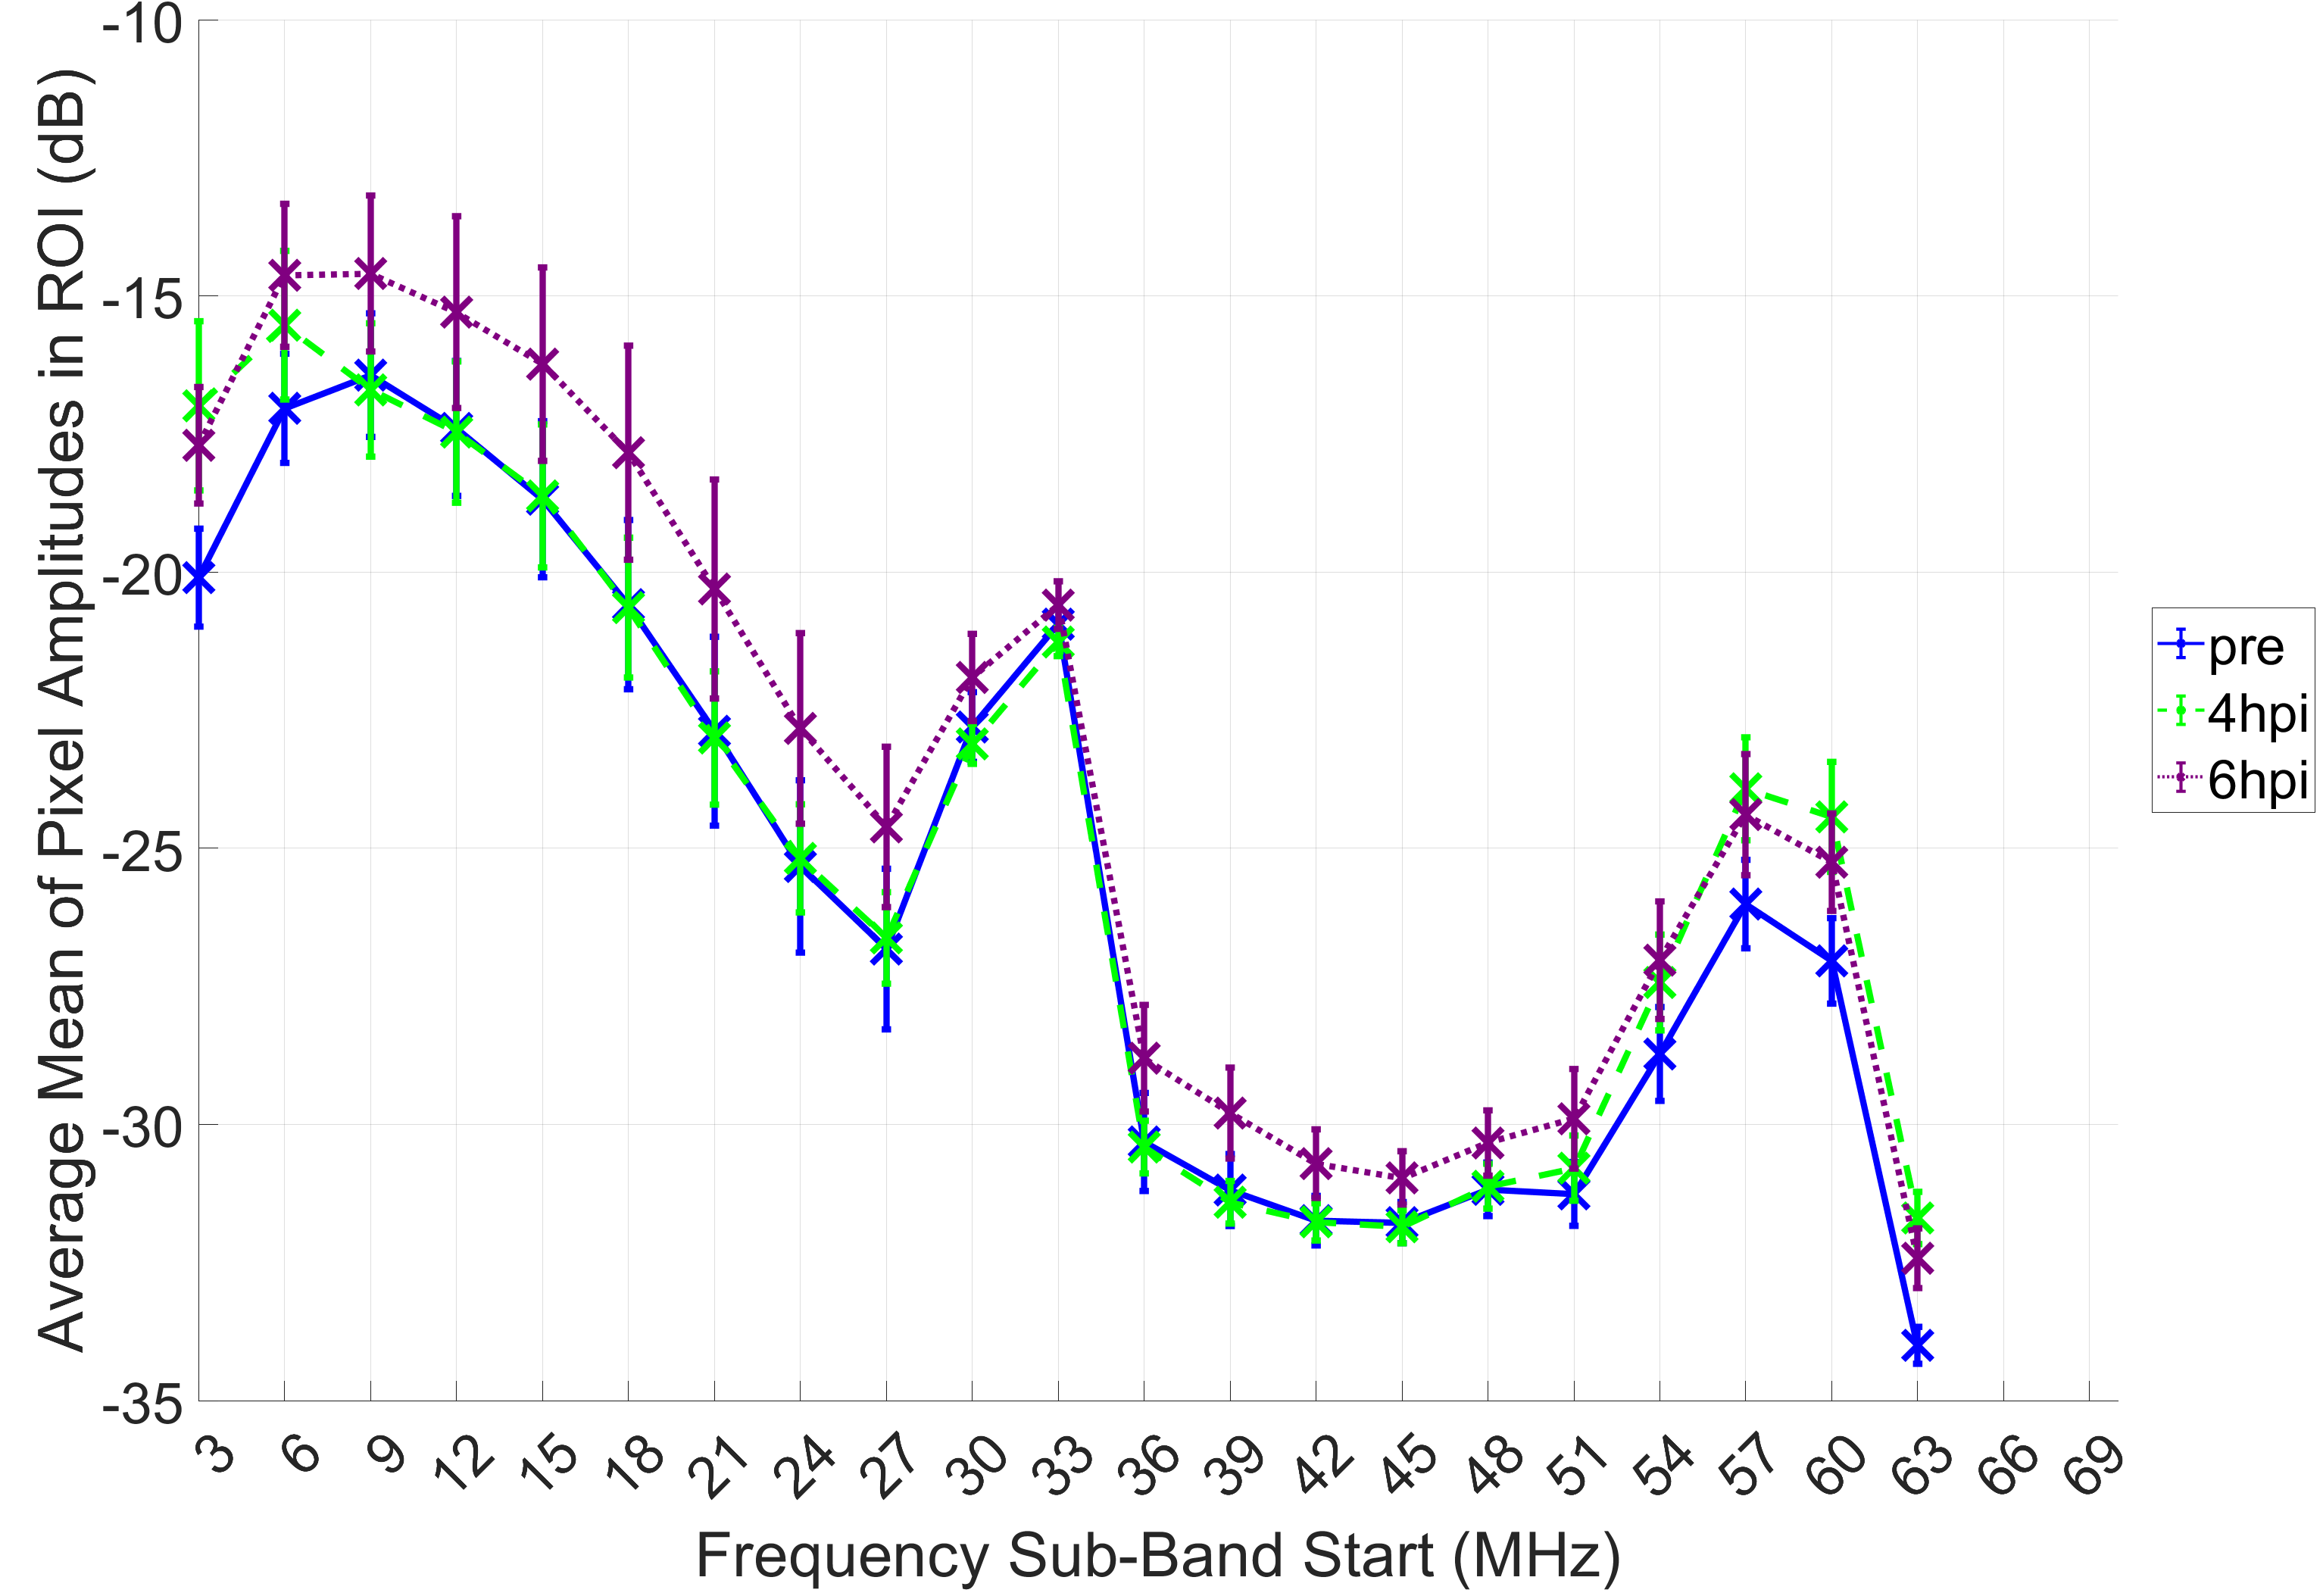 Average Mean of Pixel Amplitudes in ROI (dB)
-10
-15
-20
-25
-30
-35
3 6 9 12 15 18 21 24 27 30 33 36 39 42 45 48 51 54 57 60 63 66 69
Frequency Sub-Band Start (MHz)
pre
4hpi
6hpi